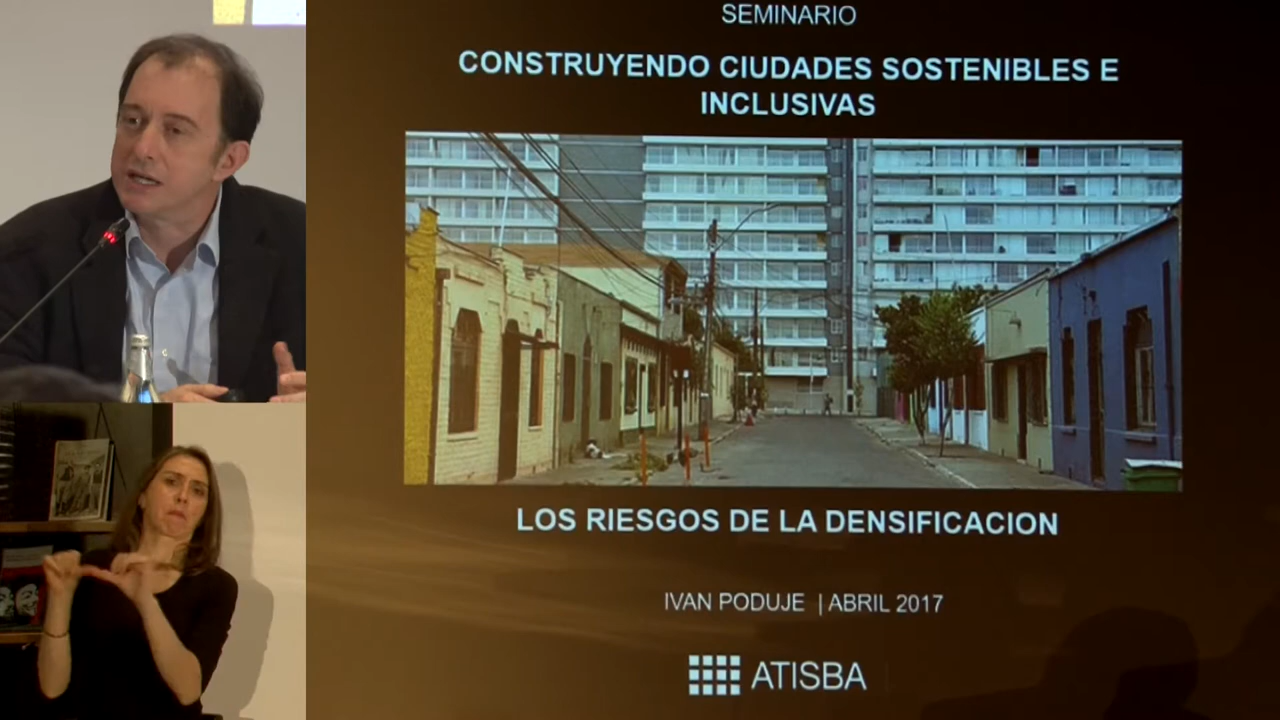 SEMINARIO
CONSTRUYENDO CIUDADES SOSTENIBLES E
INCLUSIVAS
LOS RIESGOS DE LA DENSIFICACION
IVAN PODUJE | ABRIL 2017
ATISBA